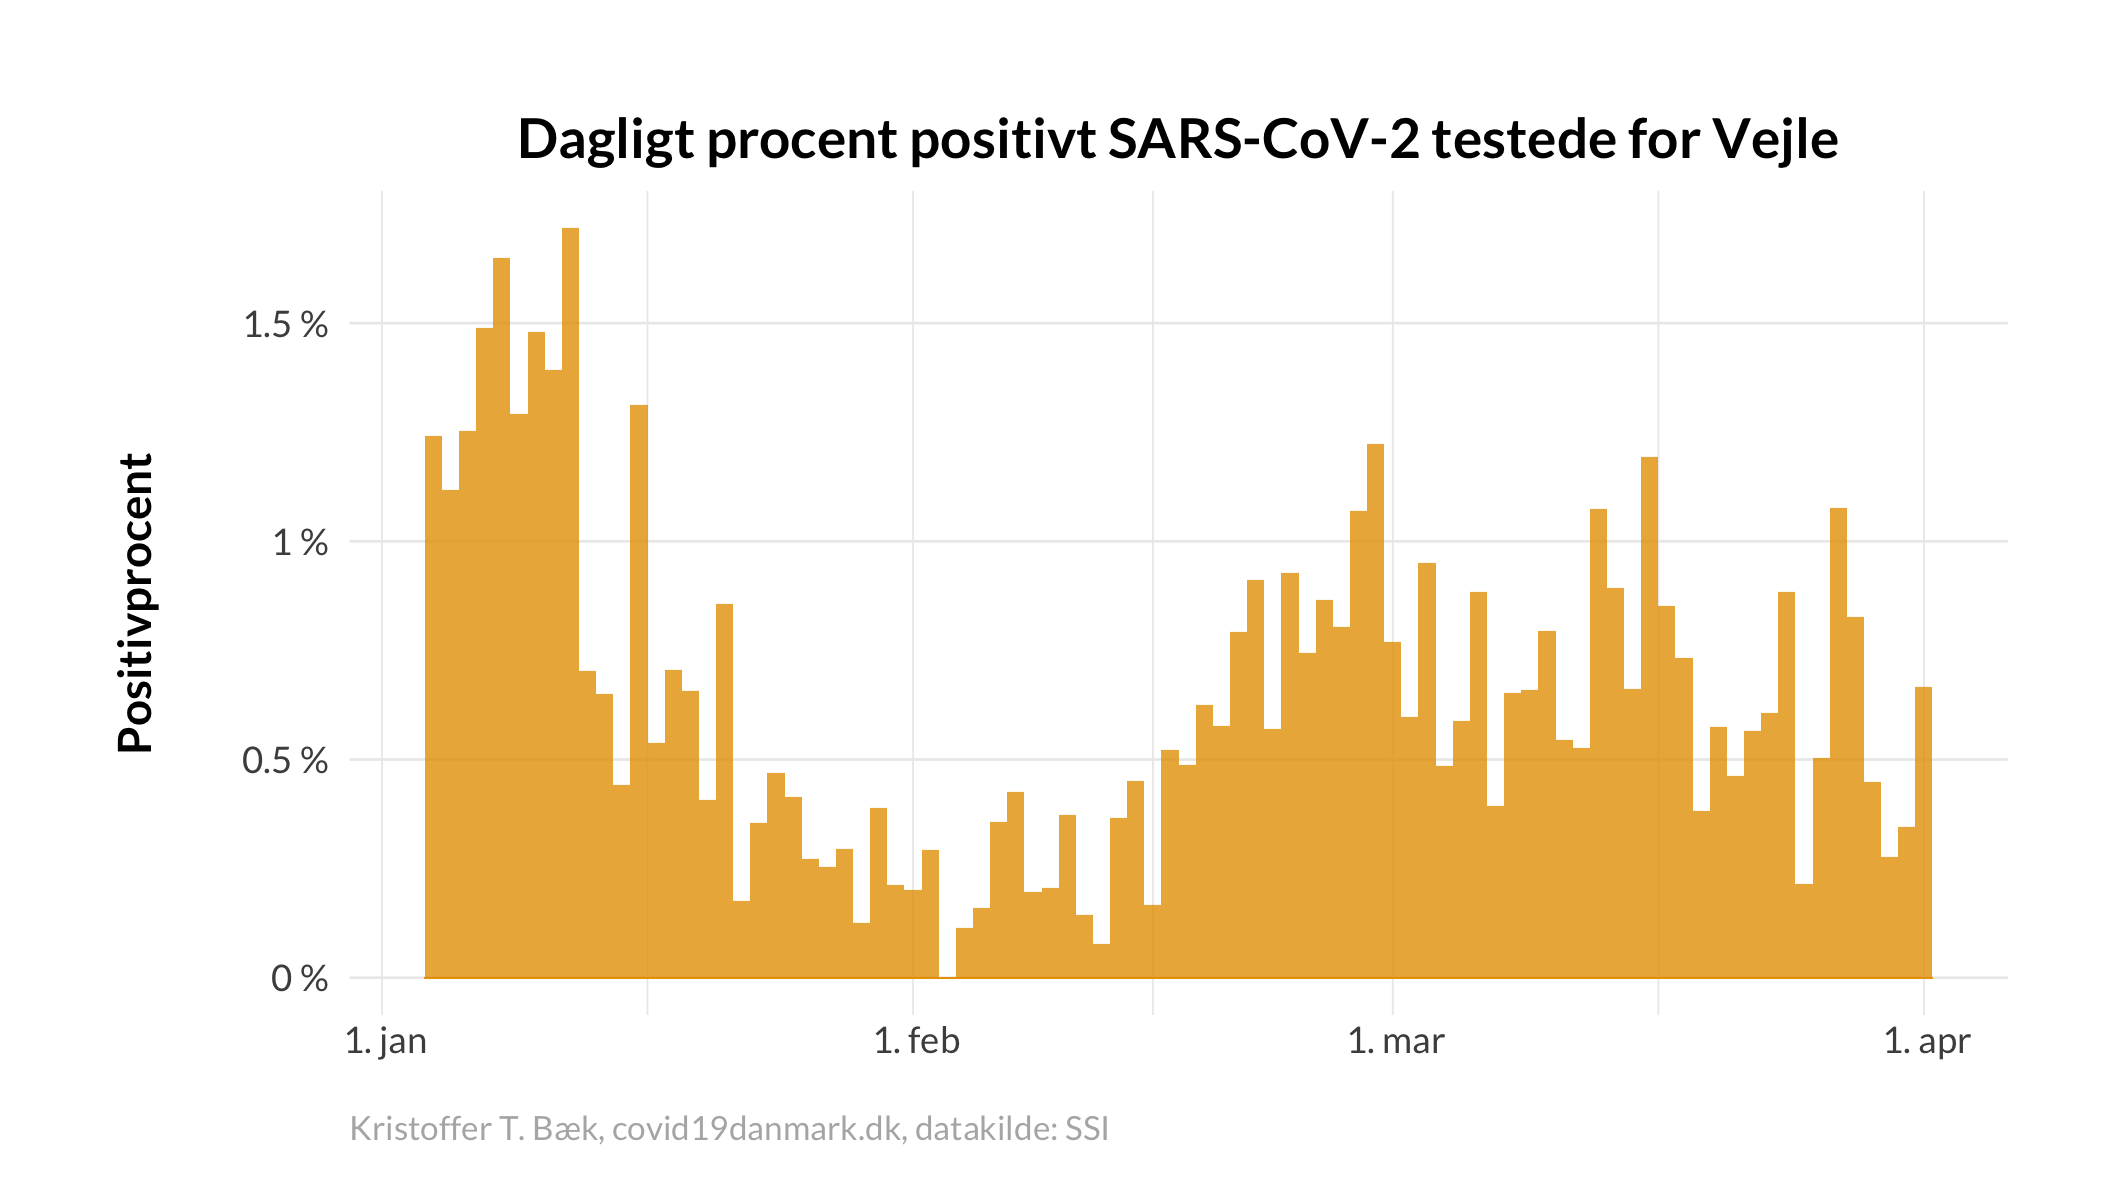 Dagligt procent positivt SARS-CoV-2 testede for Vejle
Positivprocent
1.5 %
1 %
0.5 %
0 %
1. jan
1. feb
1. mar
1. apr
Kristoffer T. Bæk, covid19danmark.dk, datakilde: SSI